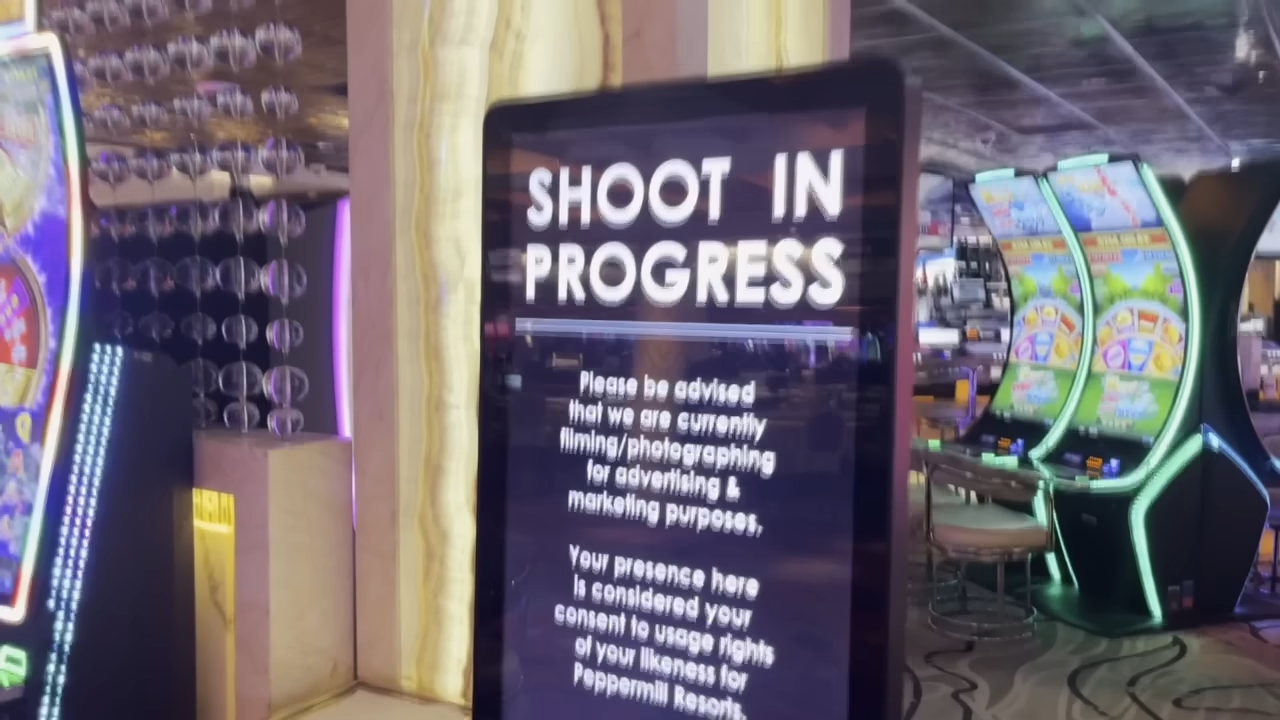 SHOOT IN
PROGRESS
Please be advised
that we are currently
filming/photographing
for advertising &
marketing purposes.
Your presence here
is considered your
consent to usage rights
of your likeness for
Peppermill Resorts.